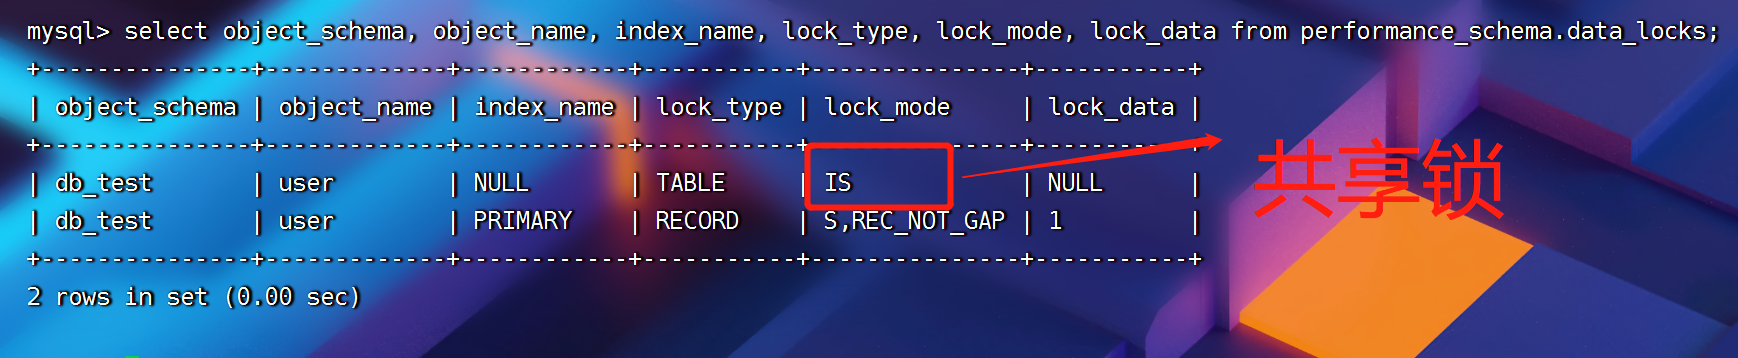 mysql> select object_schema, object_name, index_name, lock_type, lock_mode, lock_data from performance_schema.data_locks;
+---------------+-------------+------------+-----------+---------------+-----------+
| object_schema | object_name | index_name | lock_type | lock_mode     | lock_data |
+---------------+-------------+------------+-----------+---------------+-----------+
| db_test       | user        | NULL       | TABLE     | IS            | NULL      |
共享锁
| db_test       | user        | PRIMARY    | RECORD    | S,REC_NOT_GAP | 1         |
+---------------+-------------+------------+-----------+---------------+-----------+
2 rows in set (0.00 sec)